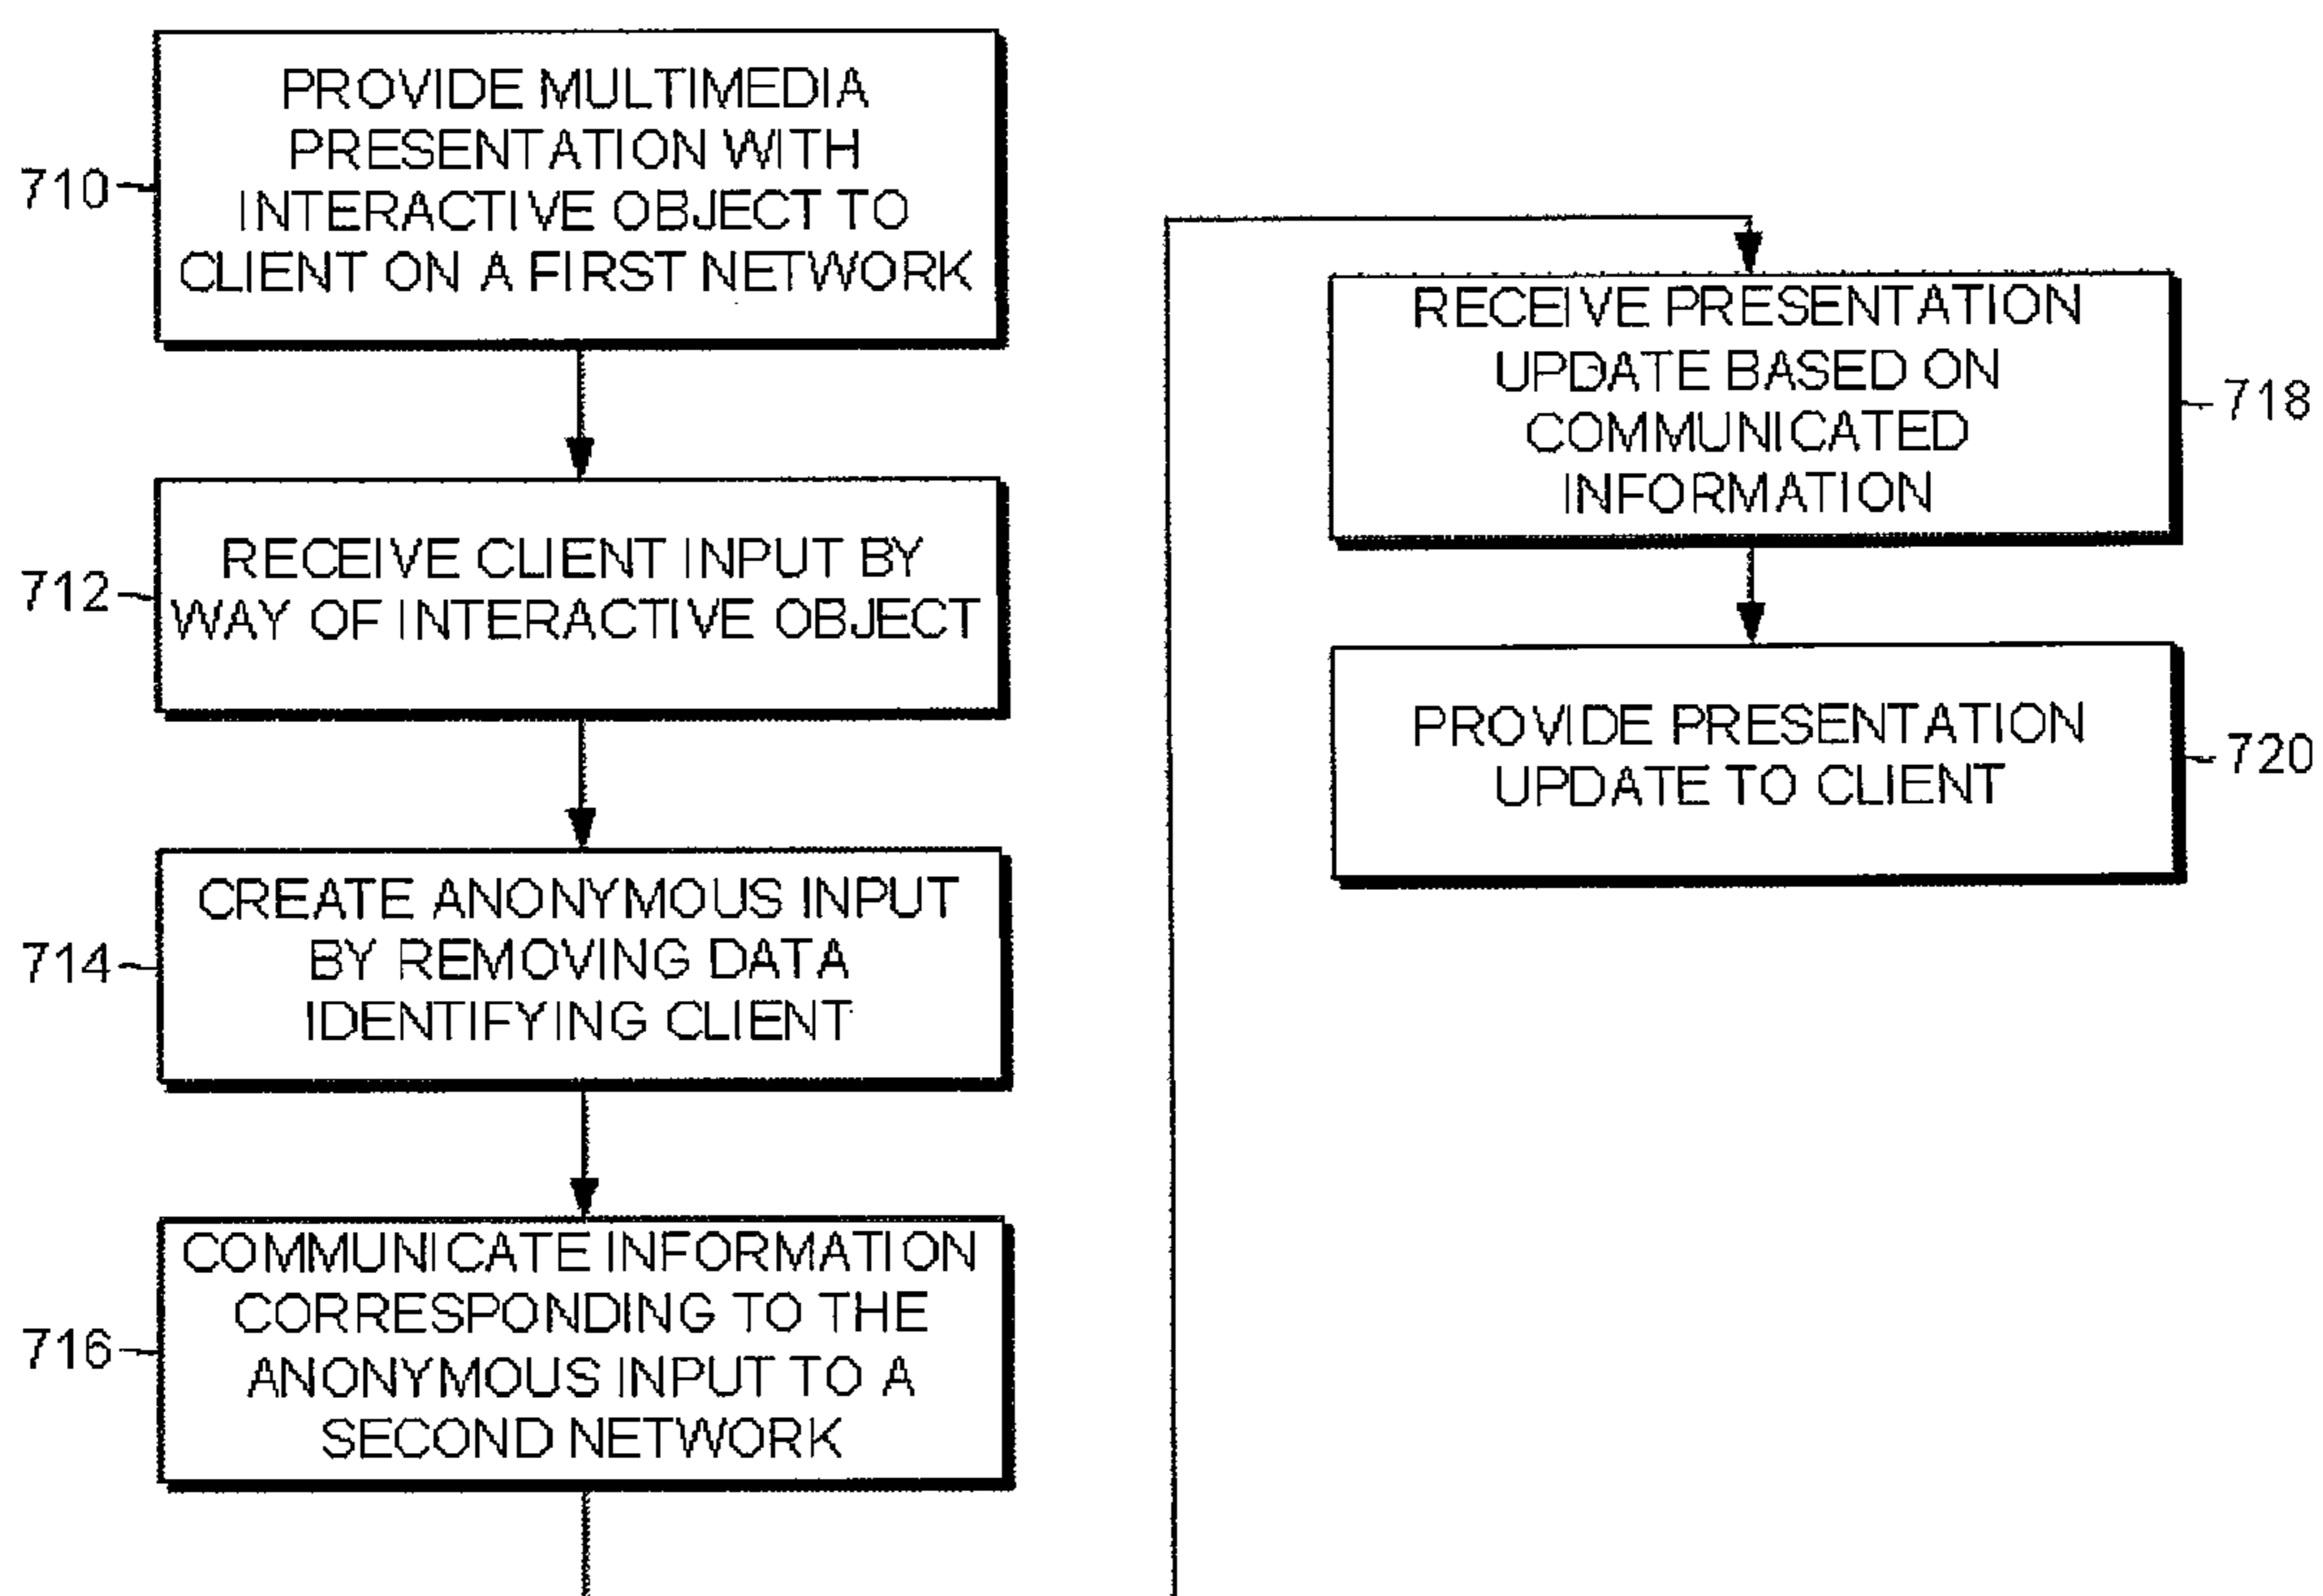 710
PROVIDE MULTIMEDIA
PRESENTATION WITH
INTERACTIVE OBJECT TO
CLIENT ON A FIRST NETWORK
712
RECEIVE CLIENT INPUT BY
WAY OF INTERACTIVE OBJECT
714
CREATE ANONYMOUS INPUT
BY REMOVING DATA
IDENTIFYING CLIENT
716
COMMUNICATE INFORMATION
CORRESPONDING TO THE
ANONYMOUS INPUT TO A
SECOND NETWORK
RECEIVE PRESENTATION
UPDATE BASED ON
COMMUNICATED
INFORMATION
718
PROVIDE PRESENTATION
UPDATE TO CLIENT
720